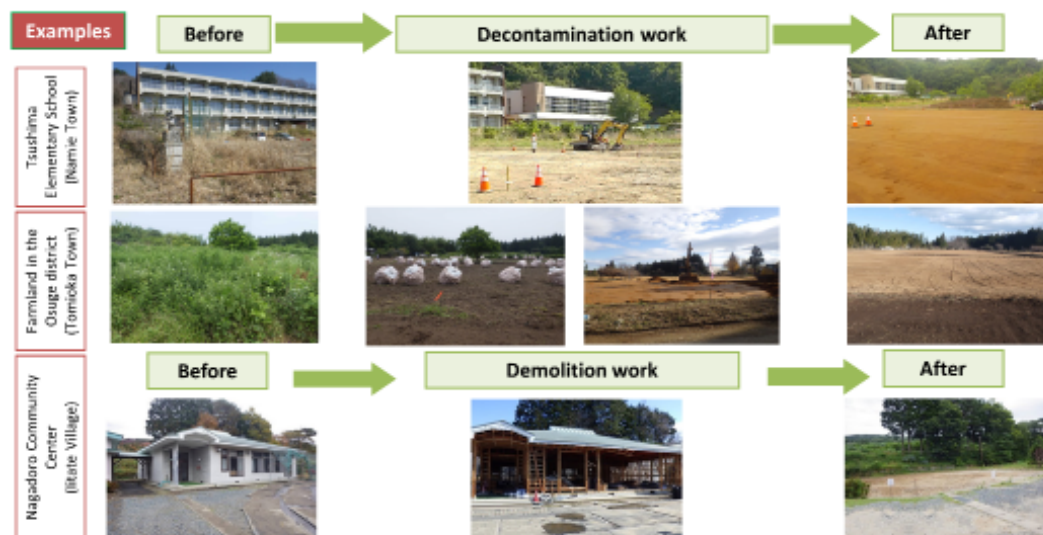 Examples
Before
Decontamination work
After
Tsushima
Elementary School
(Namie Town)
Farmland in the
Osuge district
(Tomioka Town)
Before
Demolition work
After
Nagadoro Community
Center
(Iitate Village)